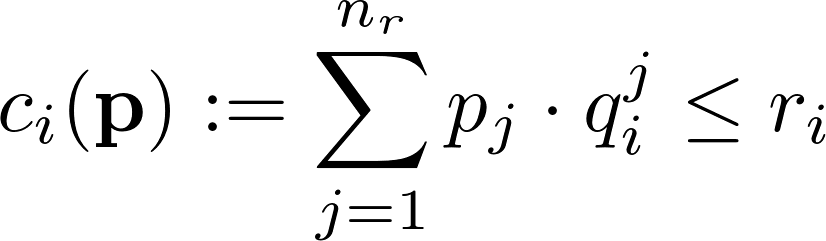 c_i(\mathbf{p}) := \sum_{j=1}^{n_r} p_j \cdot q_i^j \leq r_i